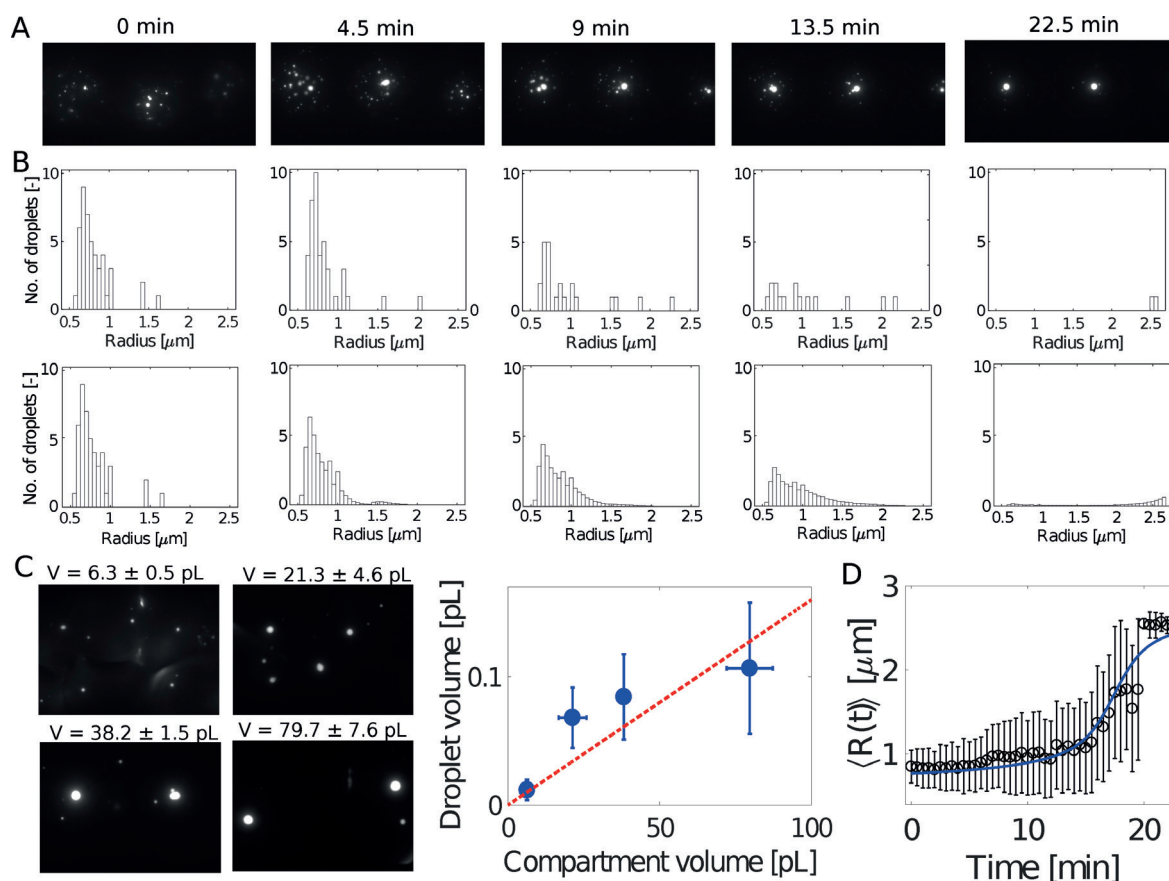 A
0 min 4.5 min 9 min 13.5 min 22.5 min
B
No. of droplets [-]
10
5
0
0.5 1 1.5 2 2.5
Radius [μm]
10
5
0
0
0.5 1 1.5 2 2.5
Radius [μm]
10
5
0
0.5 1 1.5 2 2.5
Radius [μm]
10
5
0
0.5 1 1.5 2 2.5
Radius [μm]
10
5
0
0.5 1 1.5 2 2.5
Radius [μm]
No. of droplets [-]
10
5
0
0.5 1 1.5 2 2.5
Radius [μm]
10
5
0
0.5 1 1.5 2 2.5
Radius [μm]
10
5
0
0.5 1 1.5 2 2.5
Radius [μm]
10
5
0
0.5 1 1.5 2 2.5
Radius [μm]
10
5
0
0.5 1 1.5 2 2.5
Radius [μm]
C
V = 6.3 ± 0.5 pL V = 21.3 ± 4.6 pL
V = 38.2 ± 1.5 pL V = 79.7 ± 7.6 pL
Droplet volume [pL]
0.1
0
0 50 100
Compartment volume [pL]
D
⟨R(t)⟩ [μm]
3
2
1
0 10 20
Time [min]